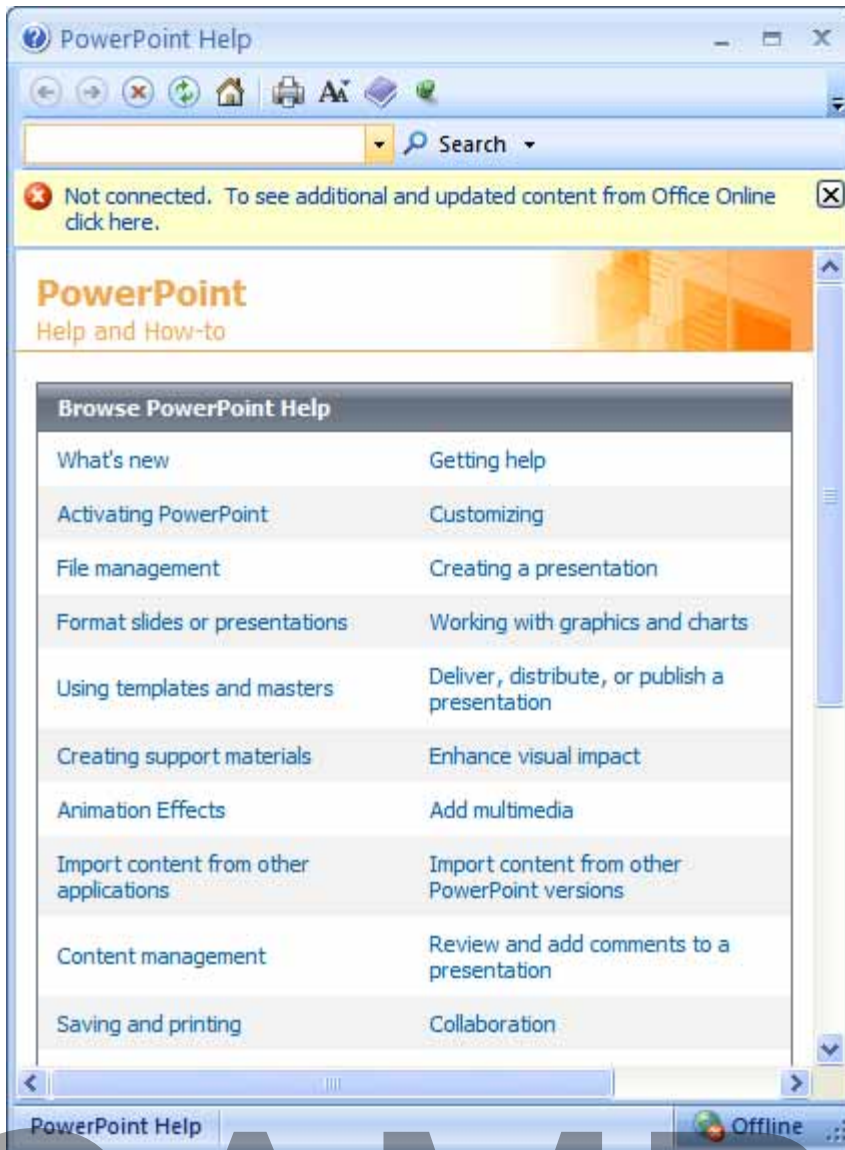 PowerPoint Help
Search
Not connected. To see additional and updated content from Office Online
click here.
PowerPoint
Help and How-to
Browse PowerPoint Help
What's new
Getting help
Activating PowerPoint
Customizing
File management
Creating a presentation
Format slides or presentations
Working with graphics and charts
Using templates and masters
Deliver, distribute, or publish a
presentation
Creating support materials
Enhance visual impact
Animation Effects
Add multimedia
Import content from other
applications
Import content from other
PowerPoint versions
Content management
Review and add comments to a
presentation
Saving and printing
Collaboration
PowerPoint Help
Offline